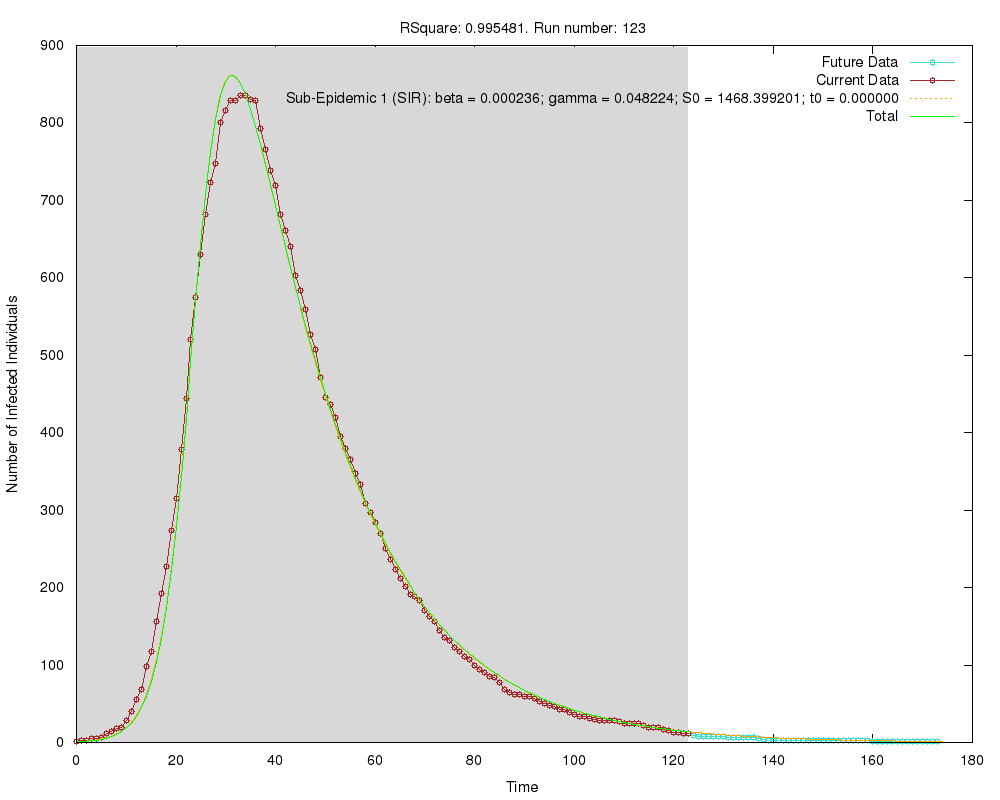 RSquare: 0.995481. Run number: 123
Future Data
Current Data
Sub-Epidemic 1 (SIR): beta = 0.000236; gamma = 0.048224; S0 = 1468.399201; t0 = 0.000000
Total
900
800
700
600
500
400
300
200
100
0
Number of Infected Individuals
0 20 40 60 80 100 120 140 160 180
Time